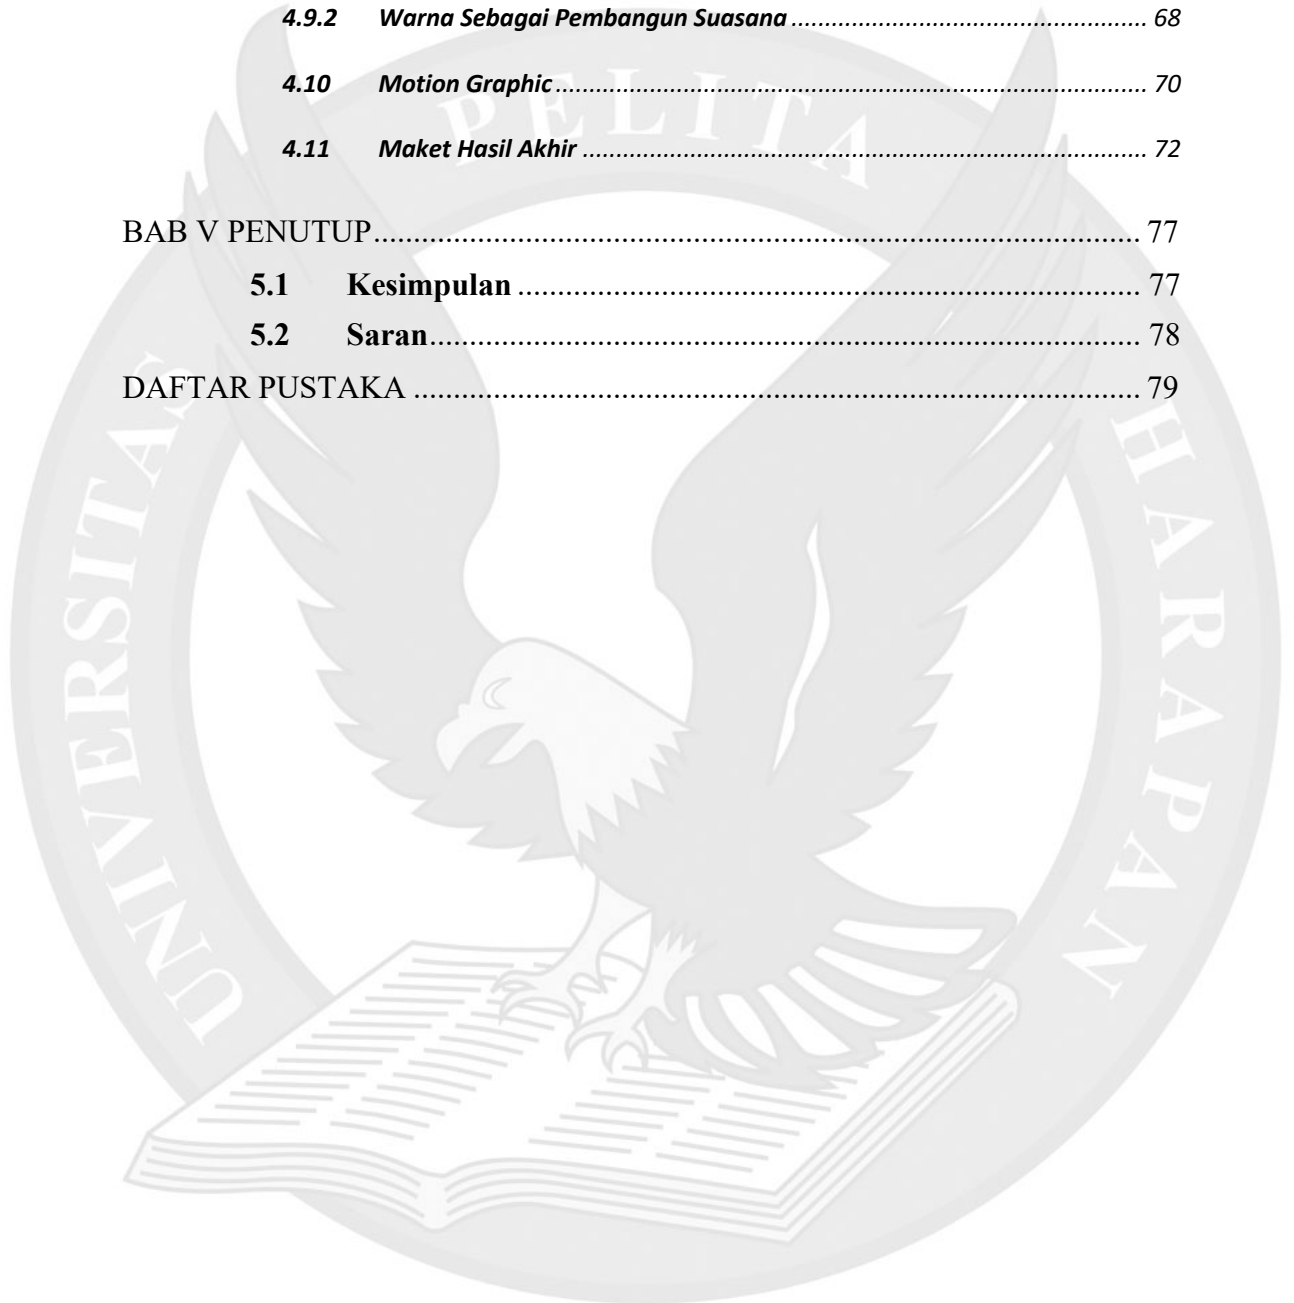 4.9.2 Warna Sebagai Pembangun Suasana 68
4.10 Motion Graphic 70
4.11 Maket Hasil Akhir 72
BAB V PENUTUP 77
5.1 Kesimpulan 77
5.2 Saran 78
DAFTAR PUSTAKA 79
UNIVERSITAS PELITA HARAPAN